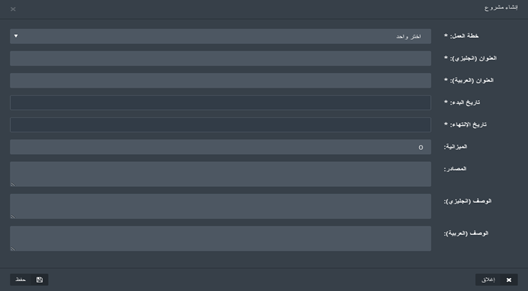 إنشاء مشروع
خطة العمل: *
اختر واحد
العنوان (انجليزي): *
العنوان (العربية): *
تاريخ البدء: *
تاريخ الإنتهاء: *
الميزانية:
0
المصادر:
الوصف (انجليزي):
الوصف (العربية):
إغلاق
حفظ